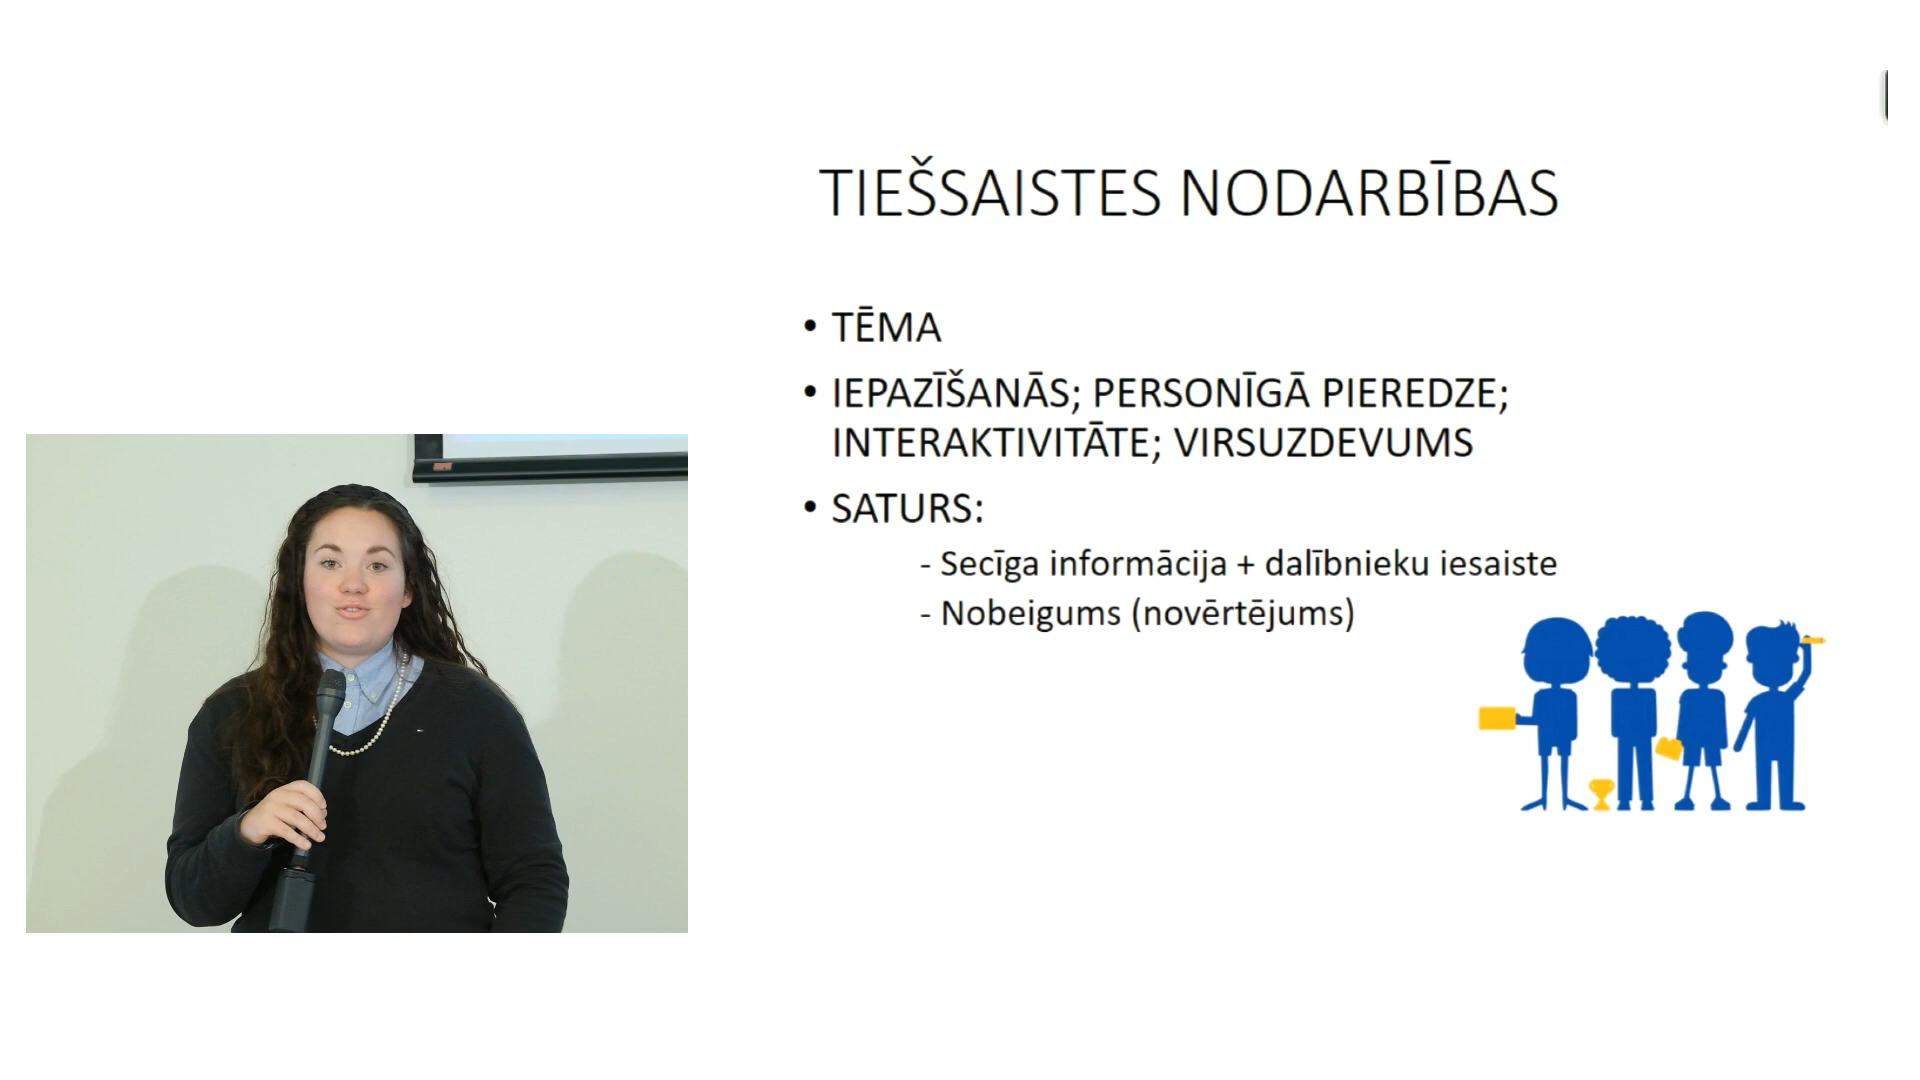 TIEŠSAISTES NODARBĪBAS
• TĒMA
• IEPAZĪŠANĀS; PERSONĪGĀ PIEREDZE;
INTERAKTIVITĀTE; VIRSUZDEVUMS
• SATURS:
- Secīga informācija + dalībnieku iesaiste
- Nobeigums (novērtējums)